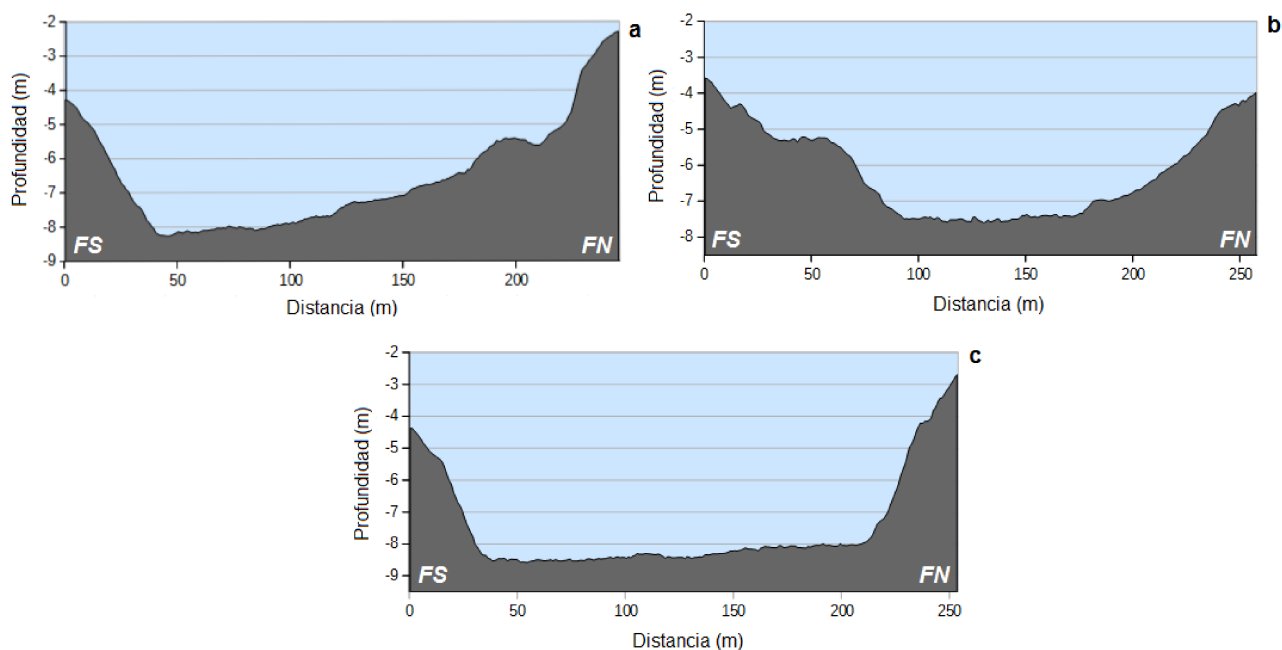 a
Profundidad (m)
-2
-3
-4
-5
-6
-7
-8
-9
FS
FN
0 50 100 150 200
Distancia (m)
b
Profundidad (m)
-2
-3
-4
-5
-6
-7
-8
FS
FN
0 50 100 150 200 250
Distancia (m)
c
Profundidad (m)
-2
-3
-4
-5
-6
-7
-8
-9
FS
FN
0 50 100 150 200 250
Distancia (m)